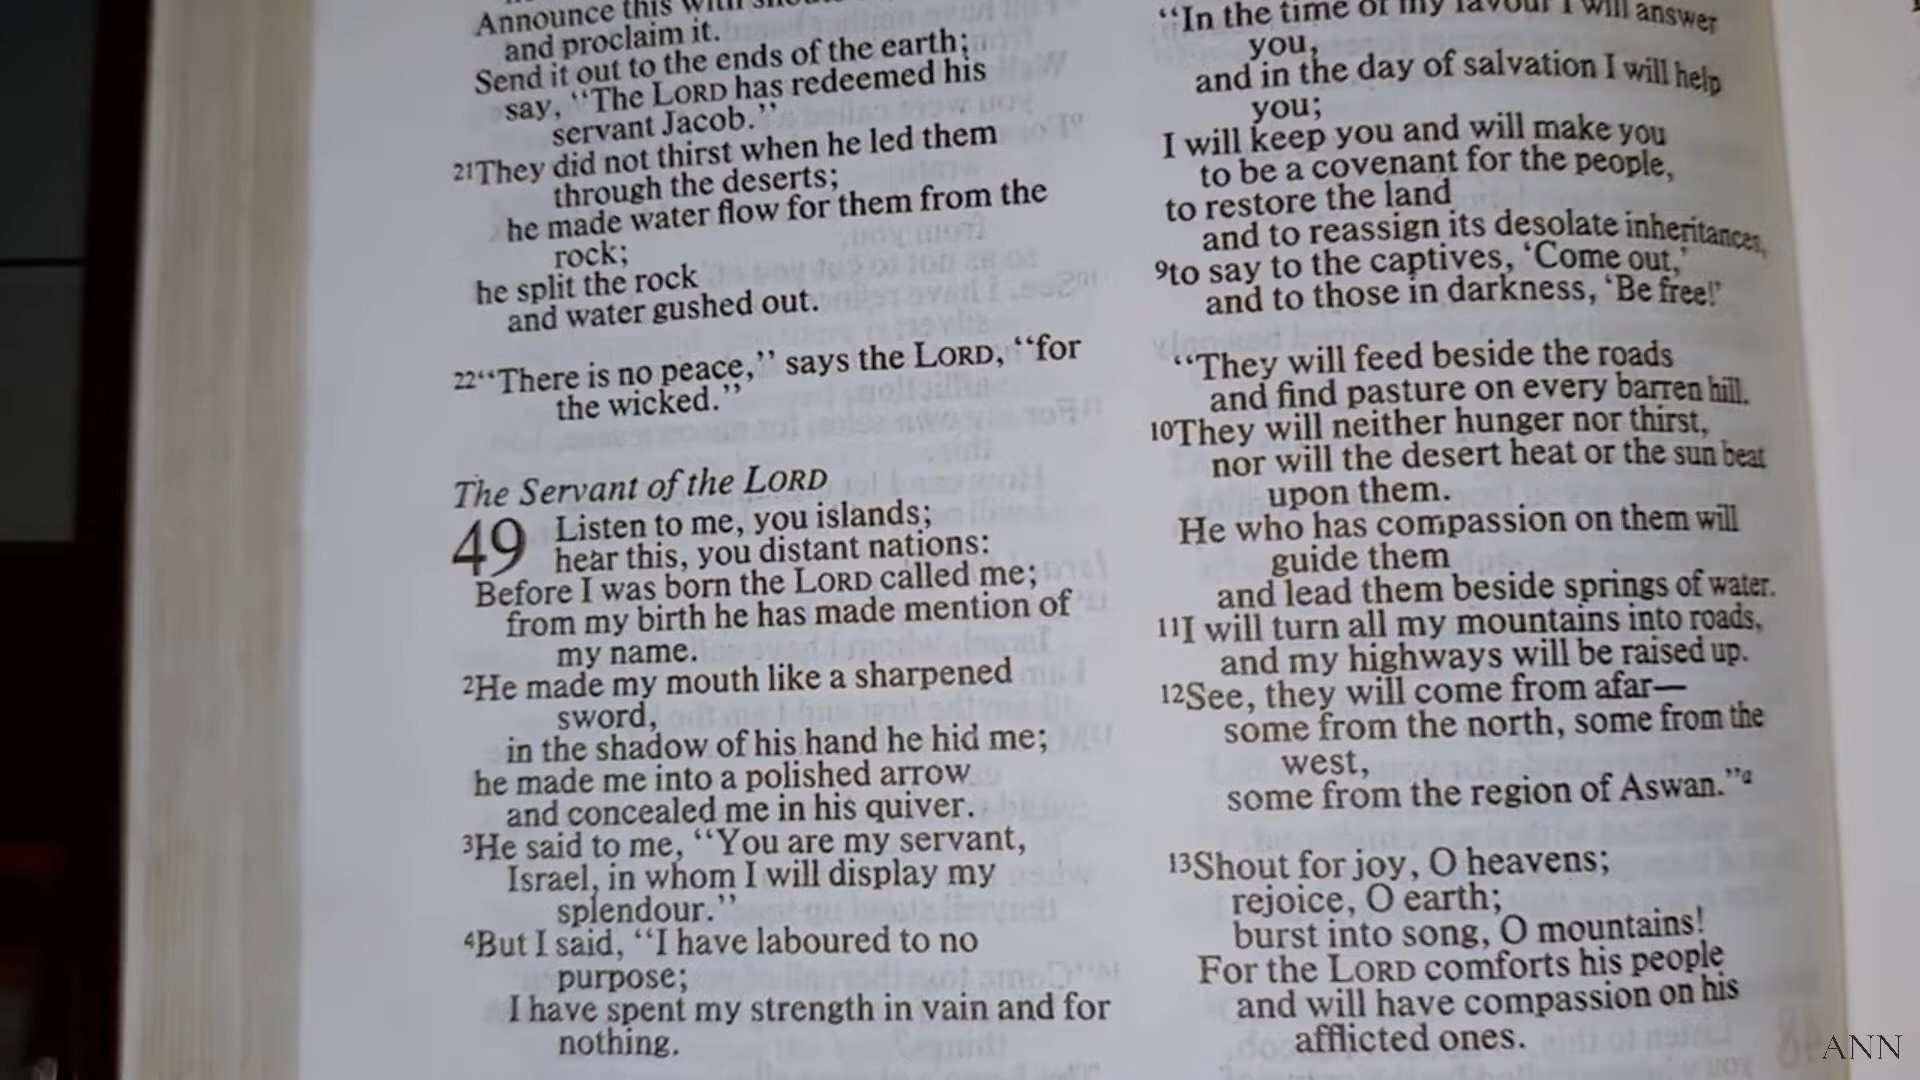 Announce this with
and proclaim it.
Send it out to the ends of the earth;
say, “The LORD has redeemed his
servant Jacob.”
21They did not thirst when he led them
through the deserts;
he made water flow for them from the
rock;
he split the rock
and water gushed out.
22“There is no peace,” says the LORD, “for
the wicked.”
The Servant of the LORD
49 Listen to me, you islands;
hear this, you distant nations:
Before I was born the LORD called me;
from my birth he has made mention of
my name.
2He made my mouth like a sharpened
sword,
in the shadow of his hand he hid me;
he made me into a polished arrow
and concealed me in his quiver.
3He said to me, “You are my servant,
Israel, in whom I will display my
splendour.”
4But I said, “I have laboured to no
purpose;
I have spent my strength in vain and for
nothing.
“In the time of my favour I will answer
you,
and in the day of salvation I will help
you;
I will keep you and will make you
to be a covenant for the people,
to restore the land
and to reassign its desolate inheritances,
9to say to the captives, ‘Come out,’
and to those in darkness, ‘Be free!’
“They will feed beside the roads
and find pasture on every barren hill.
10They will neither hunger nor thirst,
nor will the desert heat or the sun beat
upon them.
He who has compassion on them will
guide them
and lead them beside springs of water.
11I will turn all my mountains into roads,
and my highways will be raised up.
12See, they will come from afar—
some from the north, some from the
west,
some from the region of Aswan.”a
13Shout for joy, O heavens;
rejoice, O earth;
burst into song, O mountains!
For the LORD comforts his people
and will have compassion on his
afflicted ones.
ANN